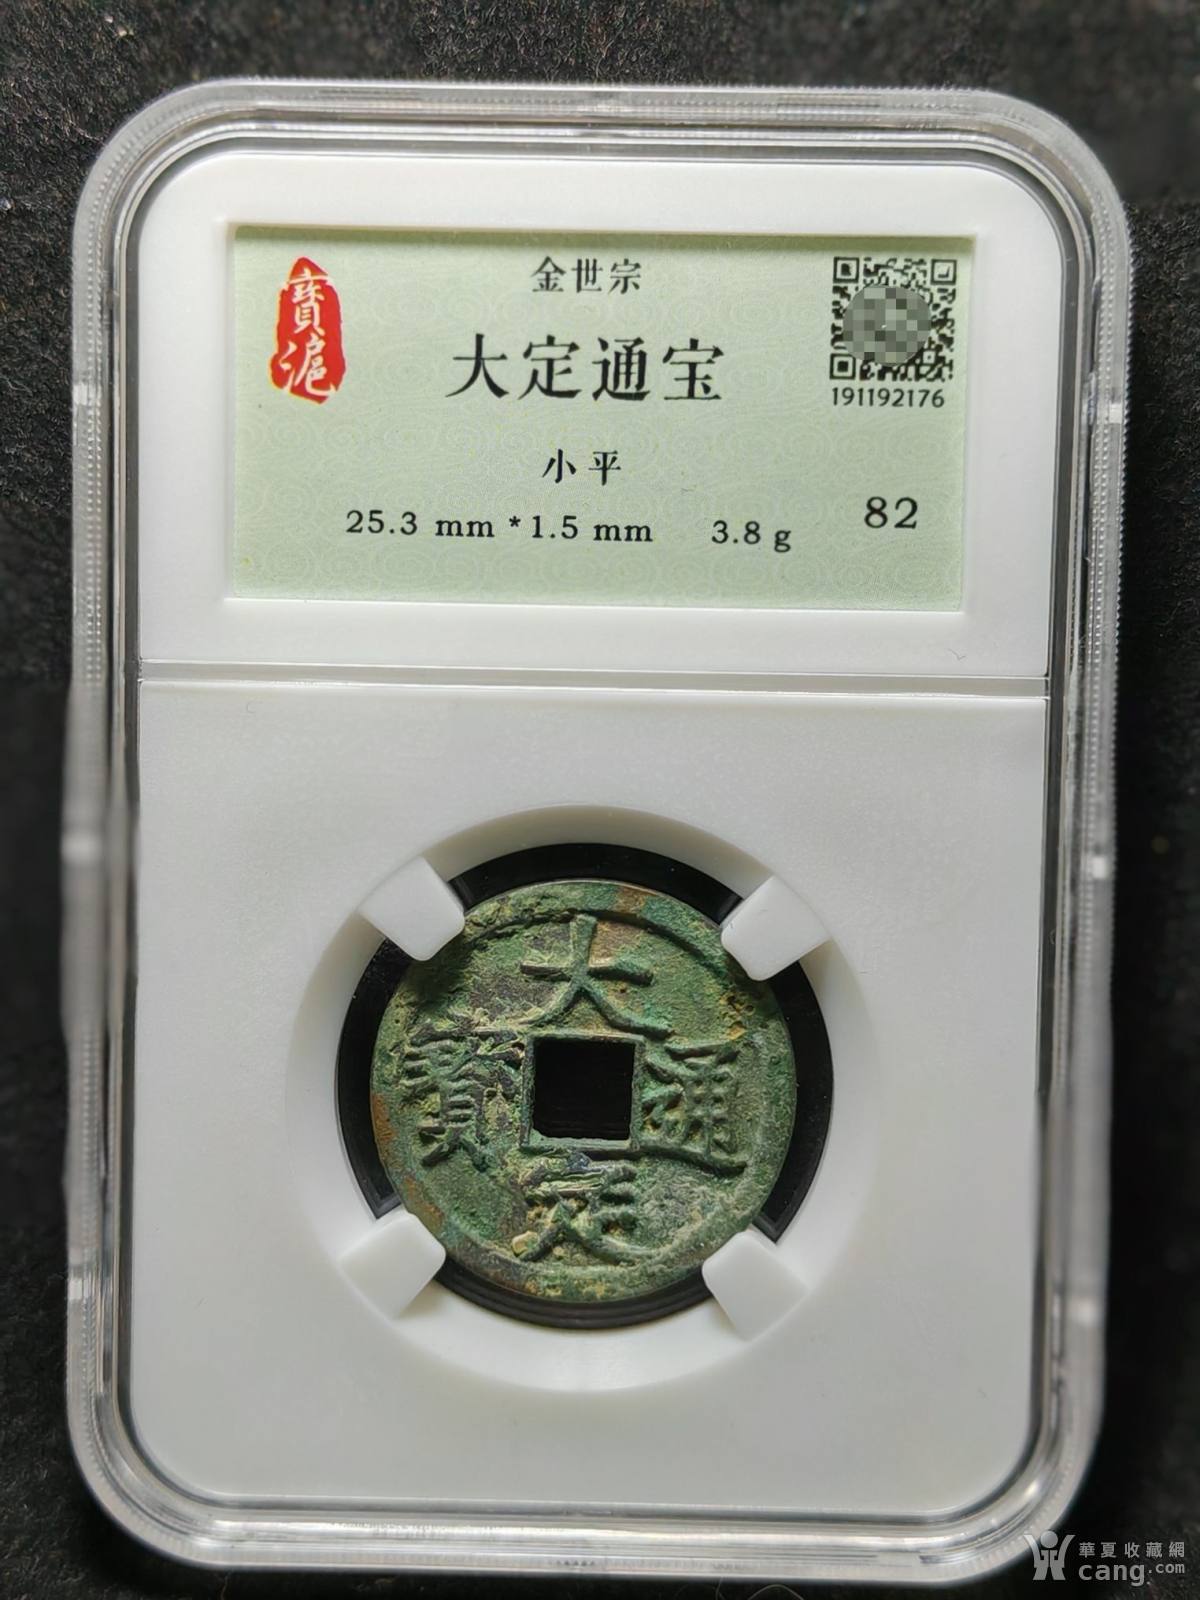 寶滬
金世宗
大定通宝
191192176
小平
25.3 mm * 1.5 mm 3.8 g 82
大
寶 通
定
華夏收藏網
cang.com